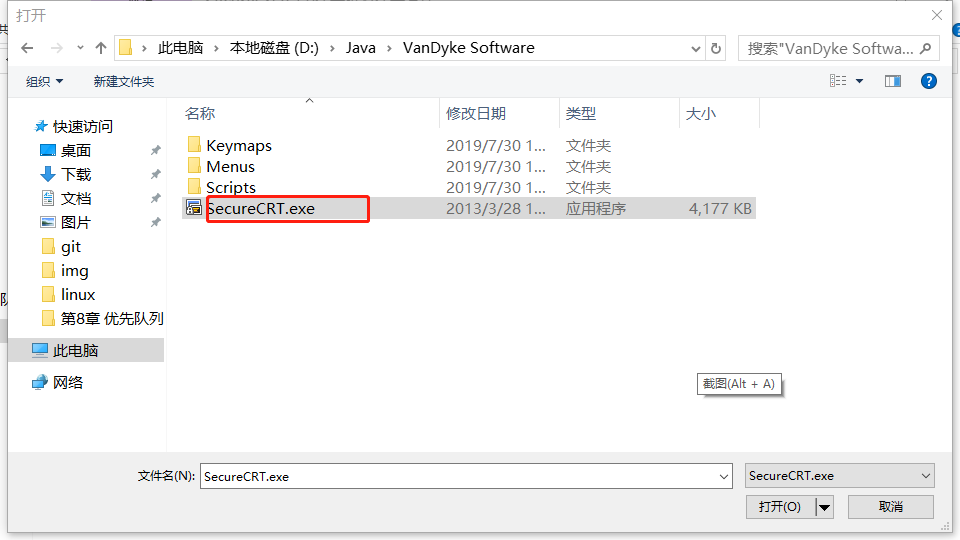 打开
此电脑 › 本地磁盘 (D:) › Java › VanDyke Software
搜索"VanDyke Softwa...
组织
新建文件夹
名称 修改日期 类型 大小
快速访问
桌面
下载
文档
图片
git
img
linux
第8章 优先队列
此电脑
网络
Keymaps 2019/7/30 1... 文件夹
Menus 2019/7/30 1... 文件夹
Scripts 2019/7/30 1... 文件夹
SecureCRT.exe 2013/3/28 1... 应用程序 4,177 KB
截图(Alt + A)
文件名(N): SecureCRT.exe SecureCRT.exe
打开(O) 取消